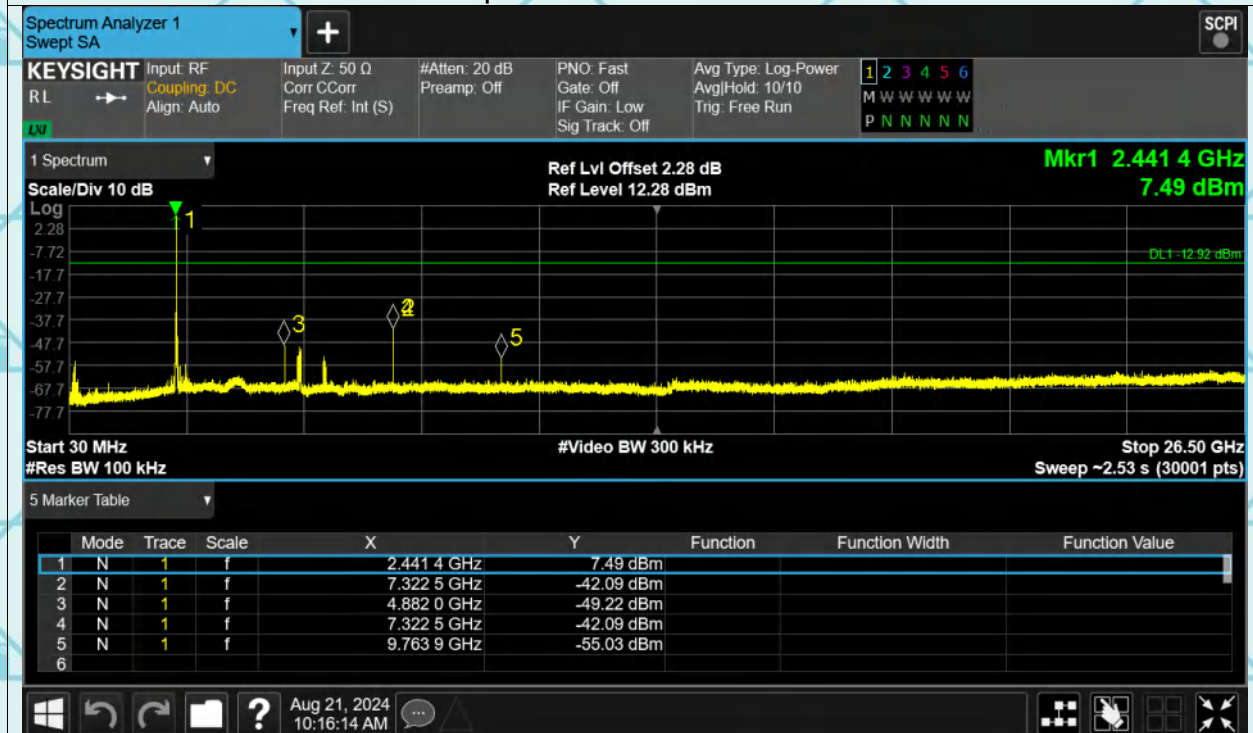 Spectrum Analyzer 1
Swept SA
+
SCPI
KEYSIGHT
RL
LXI
Input: RF
Coupling: DC
Align: Auto
Input Z: 50 Ω
Corr CCorr
Freq Ref: Int (S)
#Atten: 20 dB
Preamp: Off
PNO: Fast
Gate: Off
IF Gain: Low
Sig Track: Off
Avg Type: Log-Power
Avg|Hold: 10/10
Trig: Free Run
1 2 3 4 5 6
M W W W W W
P N N N N N
1 Spectrum
Scale/Div 10 dB
Ref Lvl Offset 2.28 dB
Ref Level 12.28 dBm
Mkr1 2.441 4 GHz
7.49 dBm
Log
2.28
-7.72
-17.7
-27.7
-37.7
-47.7
-57.7
-67.7
-77.7
1
3
5
DL1 -12.92 dBm
Start 30 MHz
#Res BW 100 kHz
#Video BW 300 kHz
Stop 26.50 GHz
Sweep ~2.53 s (30001 pts)
5 Marker Table
Mode Trace Scale X Y Function Function Width Function Value
1 N 1 f 2.441 4 GHz 7.49 dBm
2 N 1 f 7.322 5 GHz -42.09 dBm
3 N 1 f 4.882 0 GHz -49.22 dBm
4 N 1 f 7.322 5 GHz -42.09 dBm
5 N 1 f 9.763 9 GHz -55.03 dBm
6
?
Aug 21, 2024
10:16:14 AM